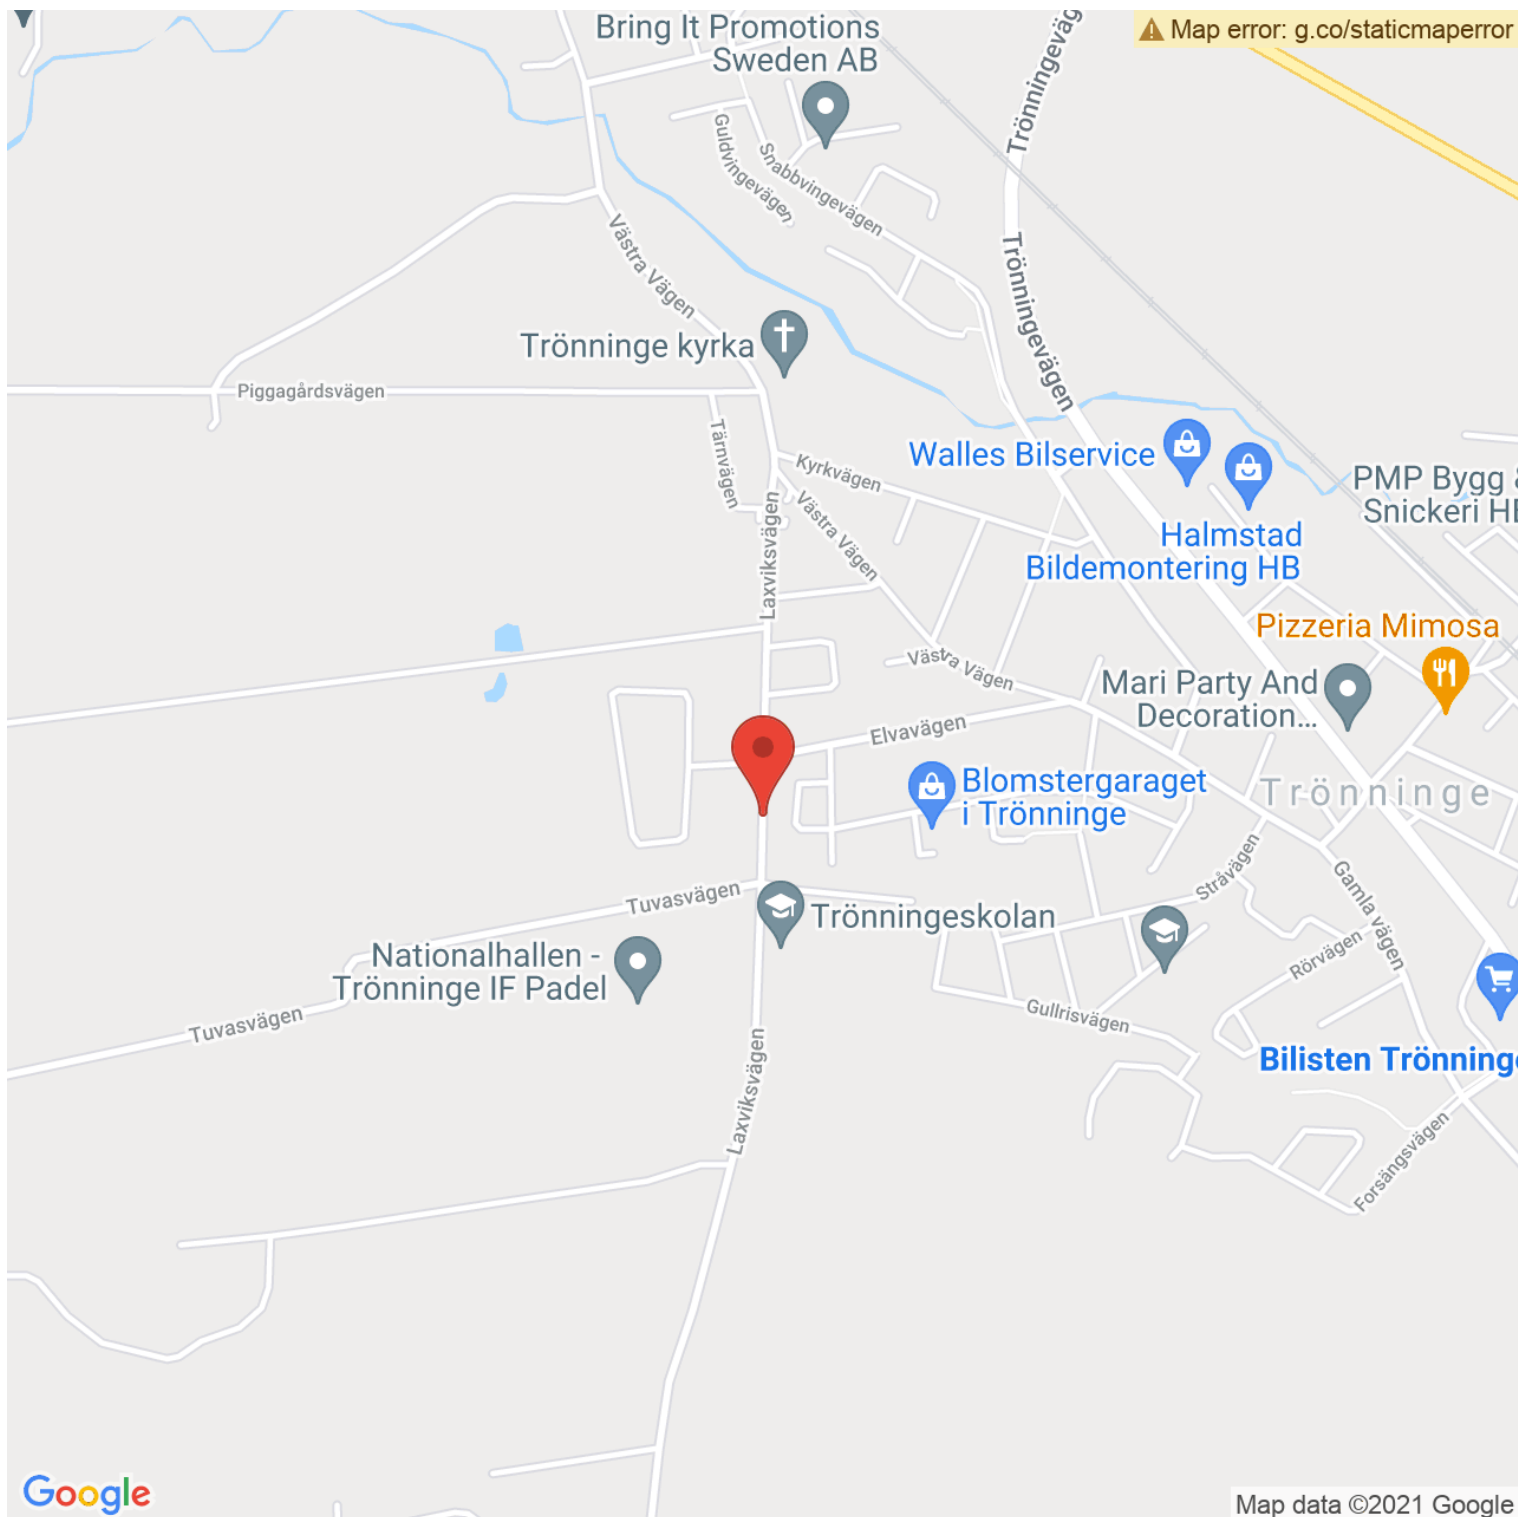 Bring It Promotions
Sweden AB
Map error: g.co/staticmaperror
Trönningeväg
Guldvingevägen
Snabbvingevägen
Västra Vägen
Trönningevägen
Trönninge kyrka
Piggagårdsvägen
Tärnvägen
Kyrkvägen
Walles Bilservice
PMP Bygg &
Snickeri HB
Laxviksvägen
Västra Vägen
Halmstad
Bildemontering HB
Pizzeria Mimosa
Västra Vägen
Mari Party And
Decoration...
Elvavägen
Blomstergaraget
i Trönninge
Trönninge
Stråvägen
Gamla vägen
Tuvasvägen
Trönningeskolan
Nationalhallen -
Trönninge IF Padel
Rörvägen
Tuvasvägen
Gullrisvägen
Bilisten Trönninge
Laxviksvägen
Forsängsvägen
Google
Map data ©2021 Google